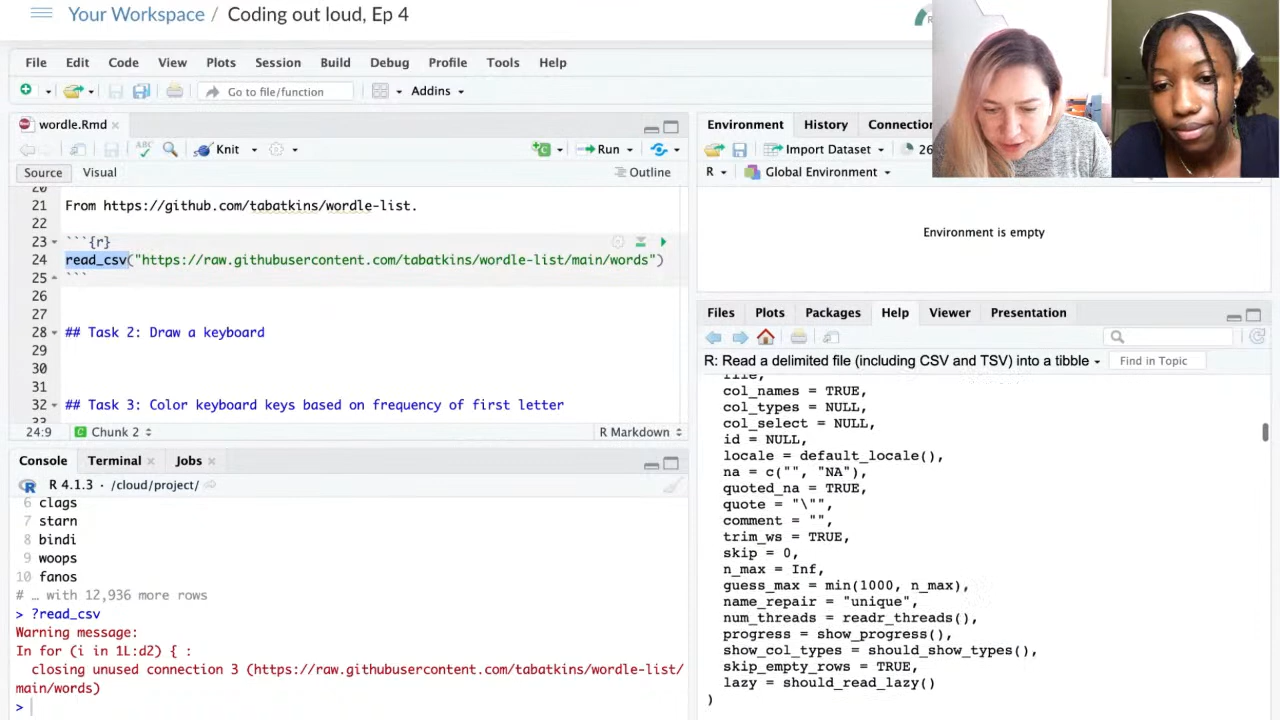 Your Workspace / Coding out loud, Ep 4
File Edit Code View Plots Session Build Debug Profile Tools Help
Go to file/function Addins
wordle.Rmd
Knit Run
Source Visual Outline
20
21 From https://github.com/tabatkins/wordle-list.
22
23 ```{r}
24 read_csv("https://raw.githubusercontent.com/tabatkins/wordle-list/main/words")
25 ```
26
27
28 ## Task 2: Draw a keyboard
29
30
31
32 ## Task 3: Color keyboard keys based on frequency of first letter
33
24:9 Chunk 2 R Markdown
Console Terminal Jobs
R 4.1.3 · /cloud/project/
6 clags
7 starn
8 bindi
9 woops
10 fanos
# … with 12,936 more rows
> ?read_csv
Warning message:
In for (i in 1L:d2) { :
closing unused connection 3 (https://raw.githubusercontent.com/tabatkins/wordle-list/
main/words)
>
Environment History Connection
Import Dataset 26
R Global Environment
Environment is empty
Files Plots Packages Help Viewer Presentation
R: Read a delimited file (including CSV and TSV) into a tibble Find in Topic
file,
col_names = TRUE,
col_types = NULL,
col_select = NULL,
id = NULL,
locale = default_locale(),
na = c("", "NA"),
quoted_na = TRUE,
quote = "\"",
comment = "",
trim_ws = TRUE,
skip = 0,
n_max = Inf,
guess_max = min(1000, n_max),
name_repair = "unique",
num_threads = readr_threads(),
progress = show_progress(),
show_col_types = should_show_types(),
skip_empty_rows = TRUE,
lazy = should_read_lazy()
)